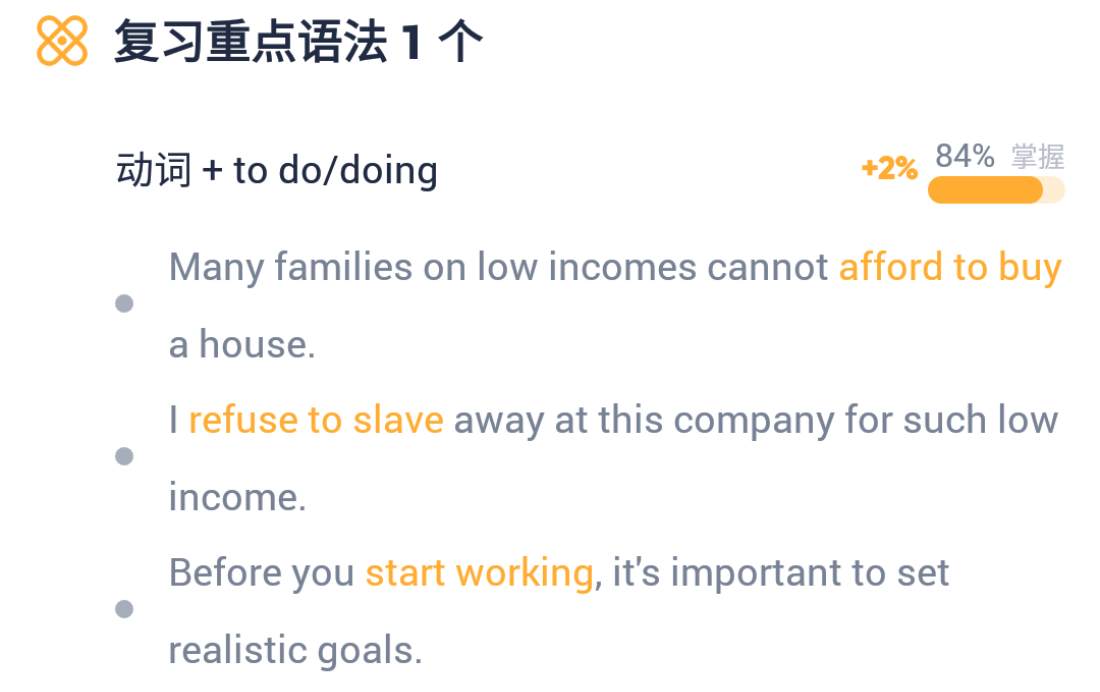 复习重点语法 1 个
动词 + to do/doing
+2% 84% 掌握
Many families on low incomes cannot afford to buy
a house.
I refuse to slave away at this company for such low
income.
Before you start working, it's important to set
realistic goals.